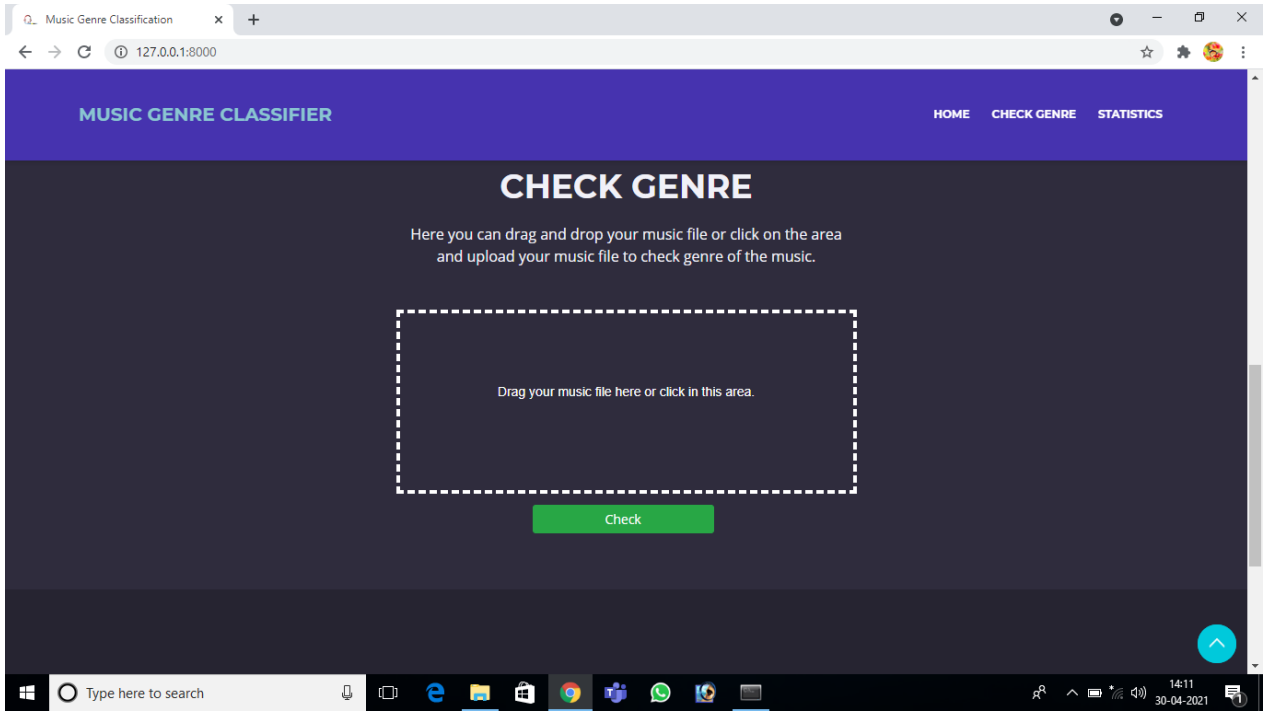 Music Genre Classification
127.0.0.1:8000
MUSIC GENRE CLASSIFIER
HOME CHECK GENRE STATISTICS
CHECK GENRE
Here you can drag and drop your music file or click on the area
and upload your music file to check genre of the music.
Drag your music file here or click in this area.
Check
Type here to search
14:11
30-04-2021
1